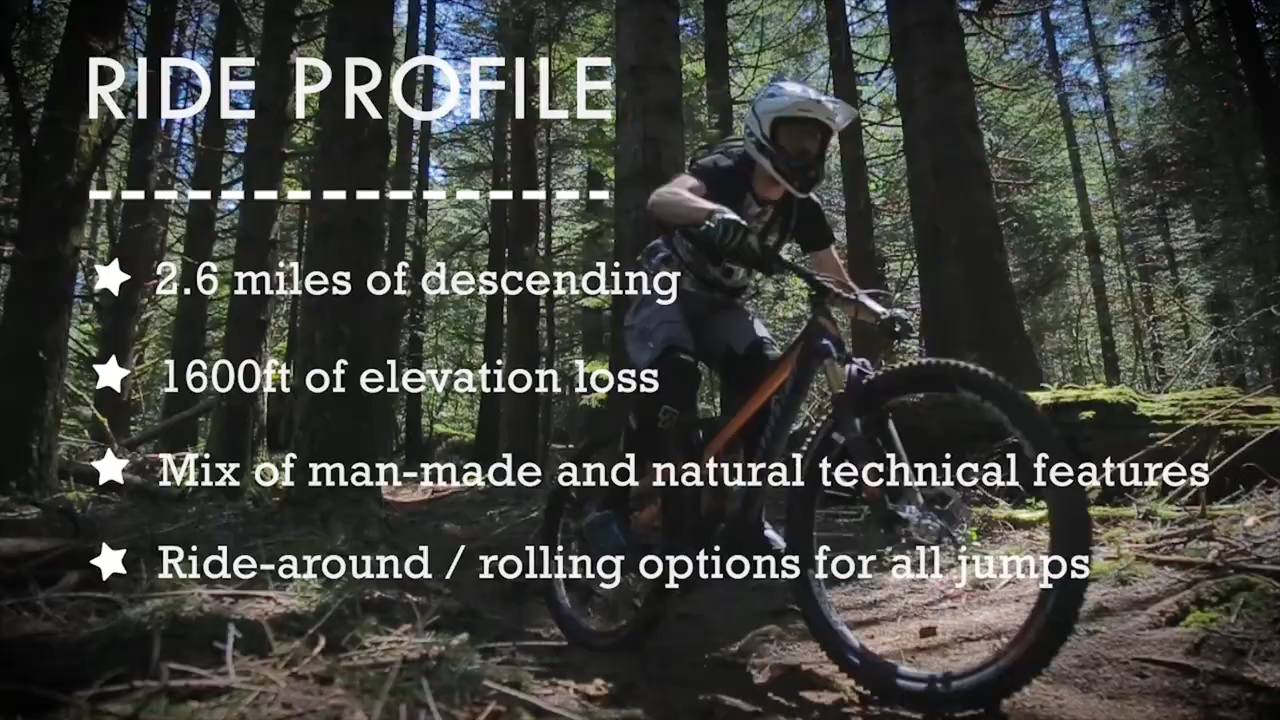 RIDE PROFILE
2.6 miles of descending
1600ft of elevation loss
Mix of man-made and natural technical features
Ride-around / rolling options for all jumps